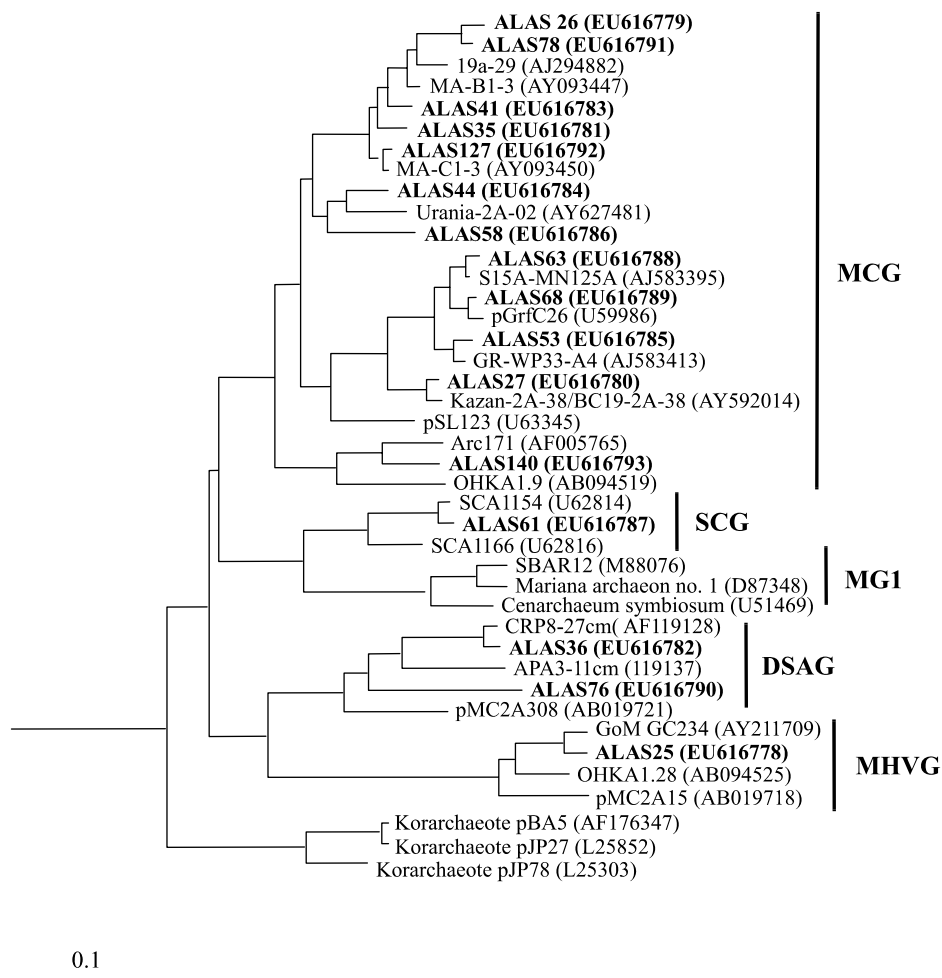 ALAS 26 (EU616779)
ALAS78 (EU616791)
19a-29 (AJ294882)
MA-B1-3 (AY093447)
ALAS41 (EU616783)
ALAS35 (EU616781)
ALAS127 (EU616792)
MA-C1-3 (AY093450)
ALAS44 (EU616784)
Urania-2A-02 (AY627481)
ALAS58 (EU616786)
ALAS63 (EU616788)
S15A-MN125A (AJ583395)
MCG
ALAS68 (EU616789)
pGrfC26 (U59986)
ALAS53 (EU616785)
GR-WP33-A4 (AJ583413)
ALAS27 (EU616780)
Kazan-2A-38/BC19-2A-38 (AY592014)
pSL123 (U63345)
Arc171 (AF005765)
ALAS140 (EU616793)
OHKA1.9 (AB094519)
SCA1154 (U62814)
ALAS61 (EU616787)
SCG
SCA1166 (U62816)
SBAR12 (M88076)
Mariana archaeon no. 1 (D87348)
MG1
Cenarchaeum symbiosum (U51469)
CRP8-27cm( AF119128)
ALAS36 (EU616782)
APA3-11cm (119137)
DSAG
ALAS76 (EU616790)
pMC2A308 (AB019721)
GoM GC234 (AY211709)
ALAS25 (EU616778)
MHVG
OHKA1.28 (AB094525)
pMC2A15 (AB019718)
Korarchaeote pBA5 (AF176347)
Korarchaeote pJP27 (L25852)
Korarchaeote pJP78 (L25303)
0.1